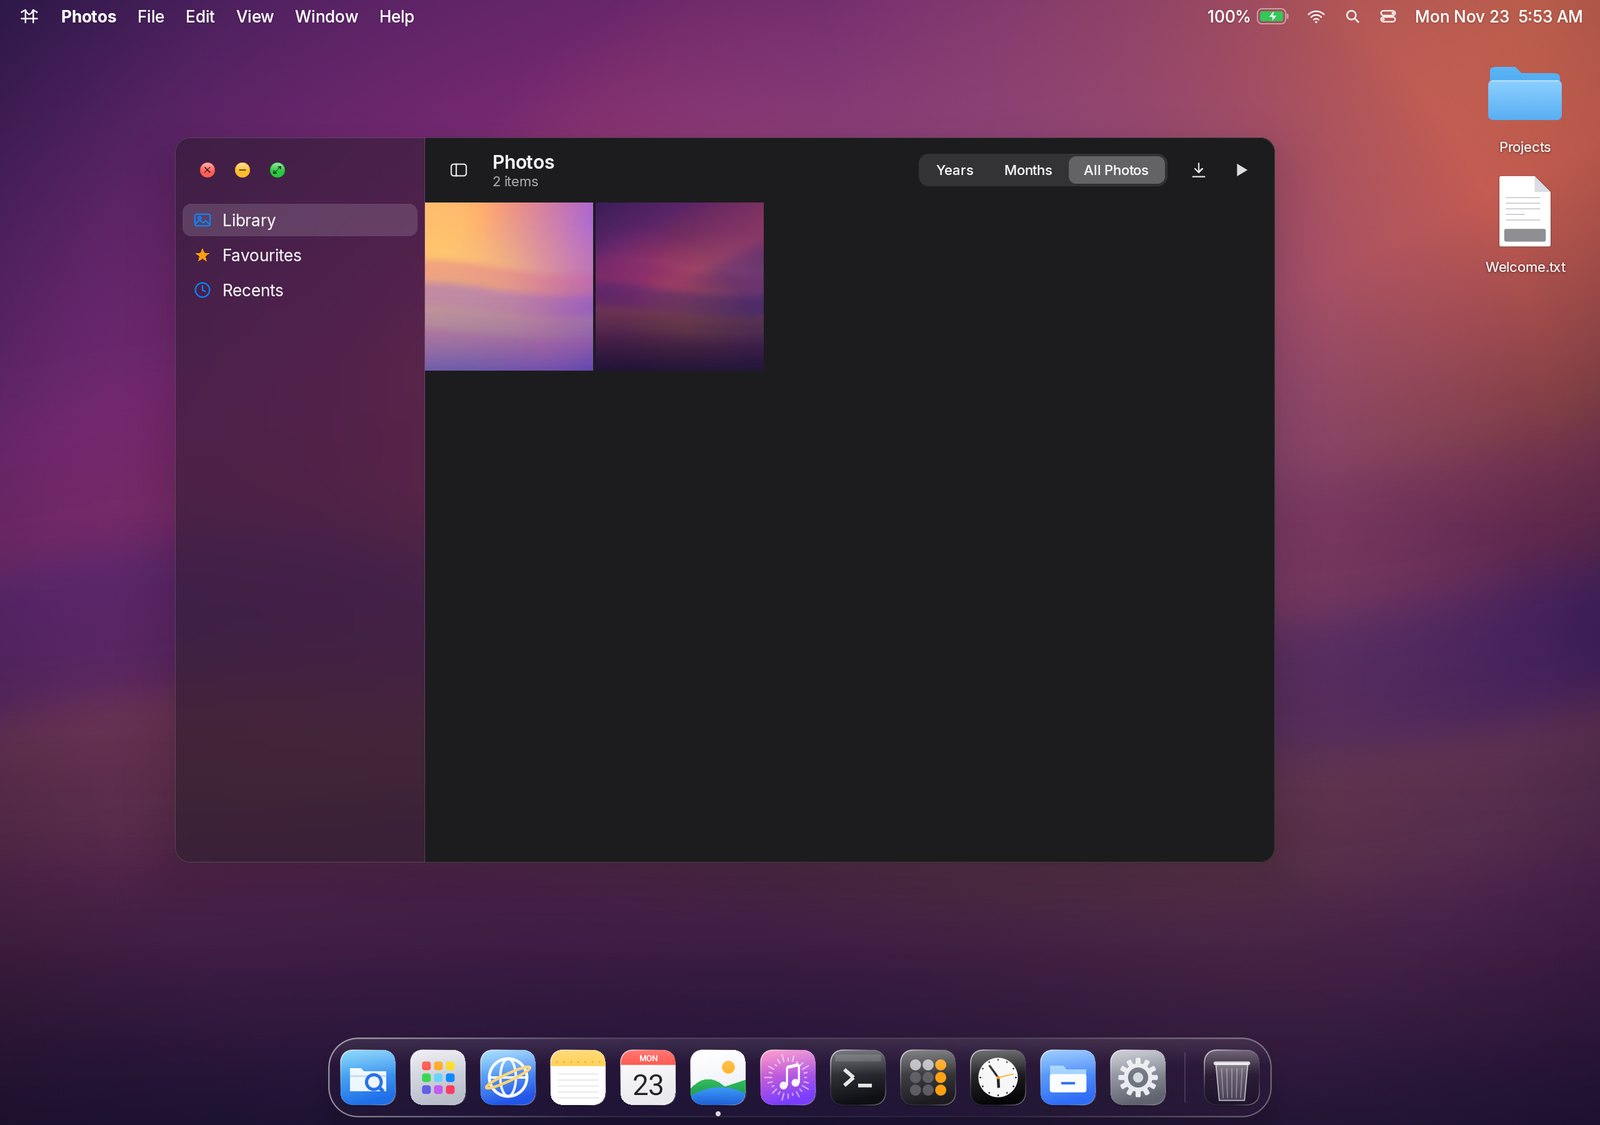 Photos File Edit View Window Help
100% Mon Nov 23 5:53 AM
Projects
Welcome.txt
Photos
2 items
Years Months All Photos
Library
Favourites
Recents
MON
23